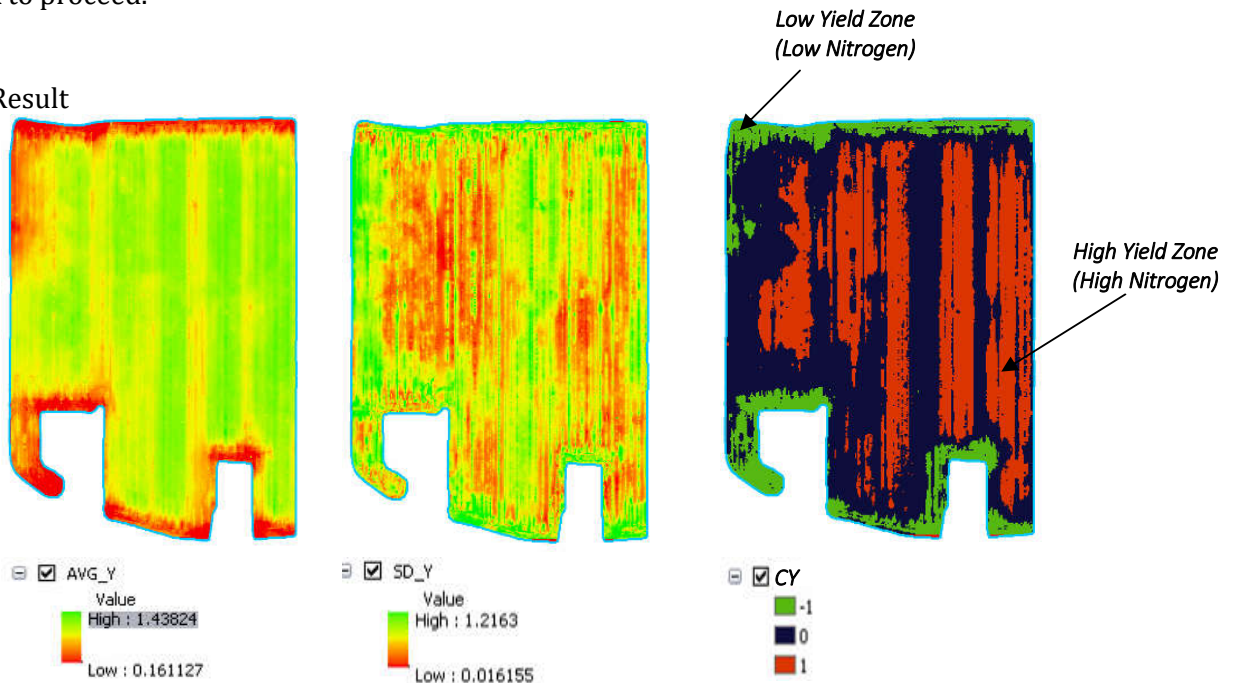 to proceed.
Result
Low Yield Zone
(Low Nitrogen)
High Yield Zone
(High Nitrogen)
AVG_Y
Value
High : 1.43824
Low : 0.161127
SD_Y
Value
High : 1.2163
Low : 0.016155
CY
-1
0
1